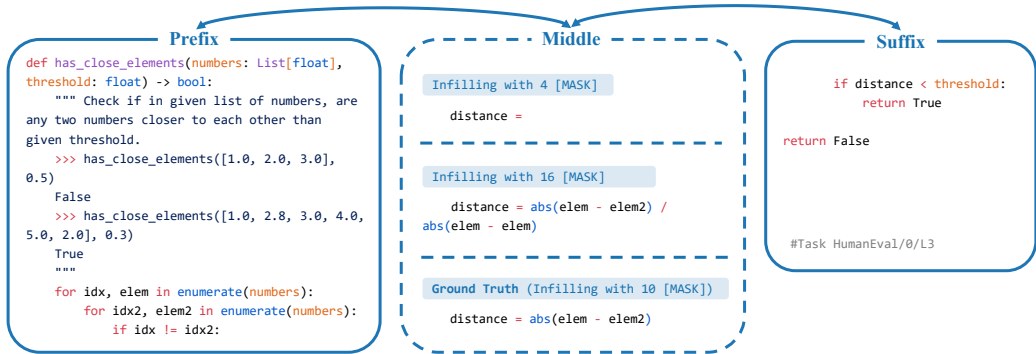 Prefix
def has_close_elements(numbers: List[float],
threshold: float) -> bool:
    """ Check if in given list of numbers, are
any two numbers closer to each other than
given threshold.
    >>> has_close_elements([1.0, 2.0, 3.0],
0.5)
    False
    >>> has_close_elements([1.0, 2.8, 3.0, 4.0,
5.0, 2.0], 0.3)
    True
    """
    for idx, elem in enumerate(numbers):
        for idx2, elem2 in enumerate(numbers):
            if idx != idx2:
Middle
Infilling with 4 [MASK]
distance =
Infilling with 16 [MASK]
distance = abs(elem - elem2) /
abs(elem - elem)
Ground Truth (Infilling with 10 [MASK])
distance = abs(elem - elem2)
Suffix
        if distance < threshold:
            return True
return False
#Task HumanEval/0/L3